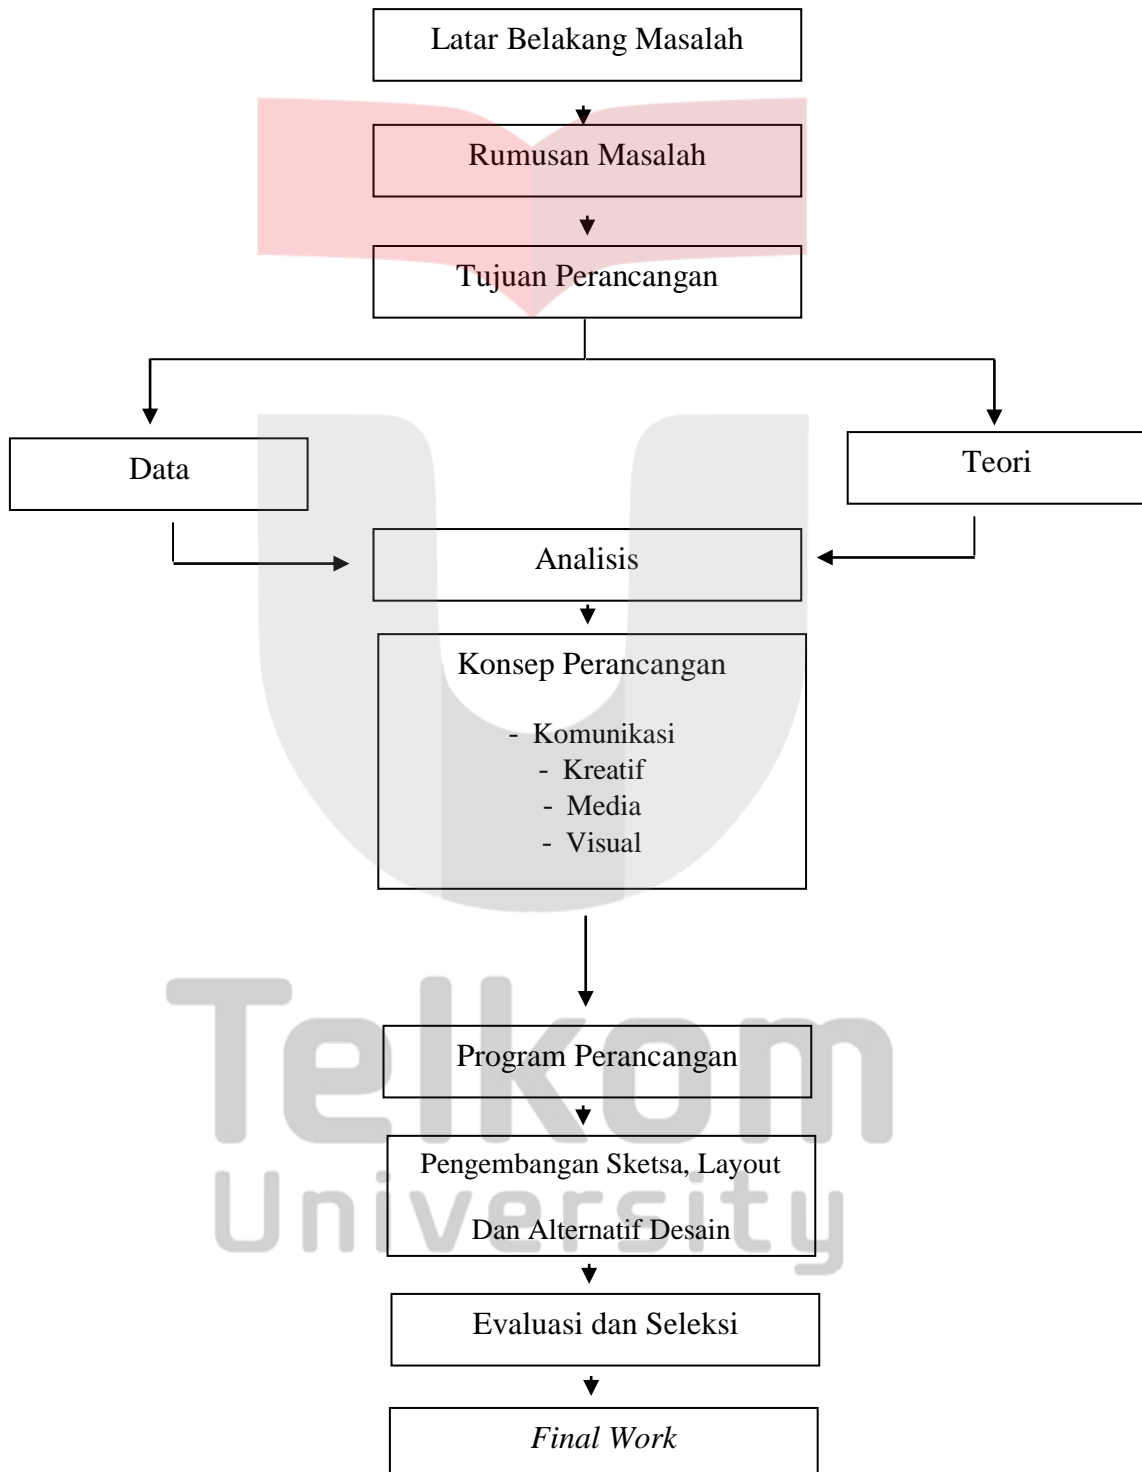 Latar Belakang Masalah
Rumusan Masalah
Tujuan Perancangan
Data
Teori
Analisis
Konsep Perancangan
- Komunikasi
- Kreatif
- Media
- Visual
Telkom
University
Program Perancangan
Pengembangan Sketsa, Layout
Dan Alternatif Desain
Evaluasi dan Seleksi
Final Work